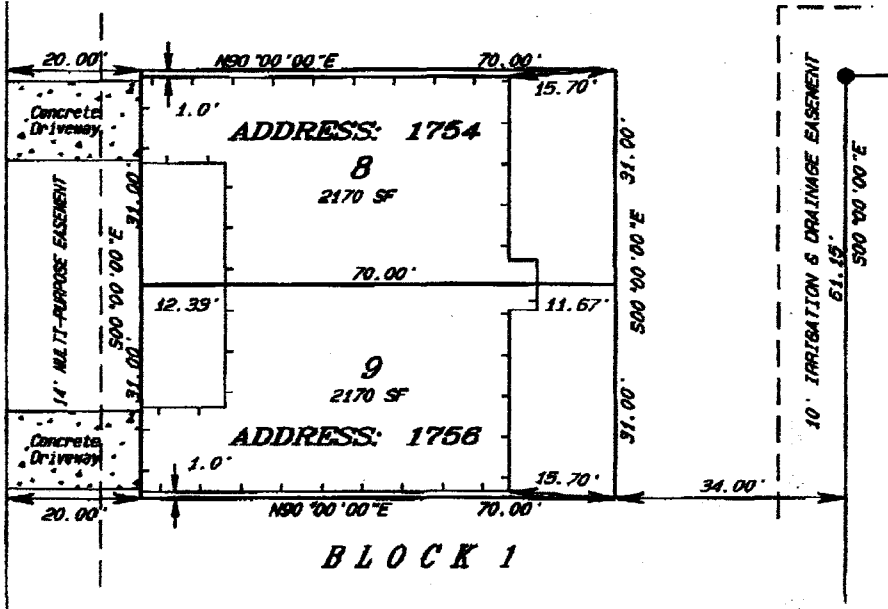 20.00'
N90°00'00"E
70.00'
15.70'
1.0'
Concrete
Driveway
ADDRESS: 1754
8
2170 SF
31.00'
31.00'
S00°00'00"E
14' MULTI-PURPOSE EASEMENT
S00°00'00"E
70.00'
12.39'
11.67'
31.00'
31.00'
9
2170 SF
ADDRESS: 1756
Concrete
Driveway
1.0'
15.70'
20.00'
N90°00'00"E
70.00'
34.00'
10' IRRIGATION & DRAINAGE EASEMENT
61.15'
S00°00'00"E
BLOCK 1